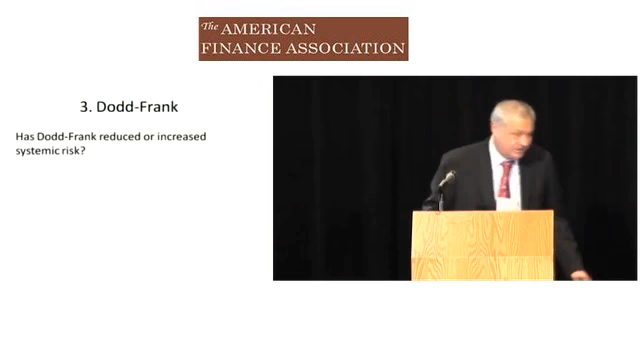 The AMERICAN
FINANCE ASSOCIATION
3. Dodd-Frank
Has Dodd-Frank reduced or increased
systemic risk?